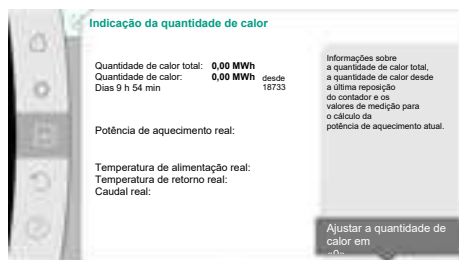 Indicação da quantidade de calor
Quantidade de calor total: 0,00 MWh
Quantidade de calor: 0,00 MWh desde
Dias 9 h 54 min 18733
Potência de aquecimento real:
Temperatura de alimentação real:
Temperatura de retorno real:
Caudal real:
Informações sobre
a quantidade de calor total,
a quantidade de calor desde
a última reposição
do contador e os
valores de medição para
o cálculo da
potência de aquecimento atual.
Ajustar a quantidade de
calor em
«0»